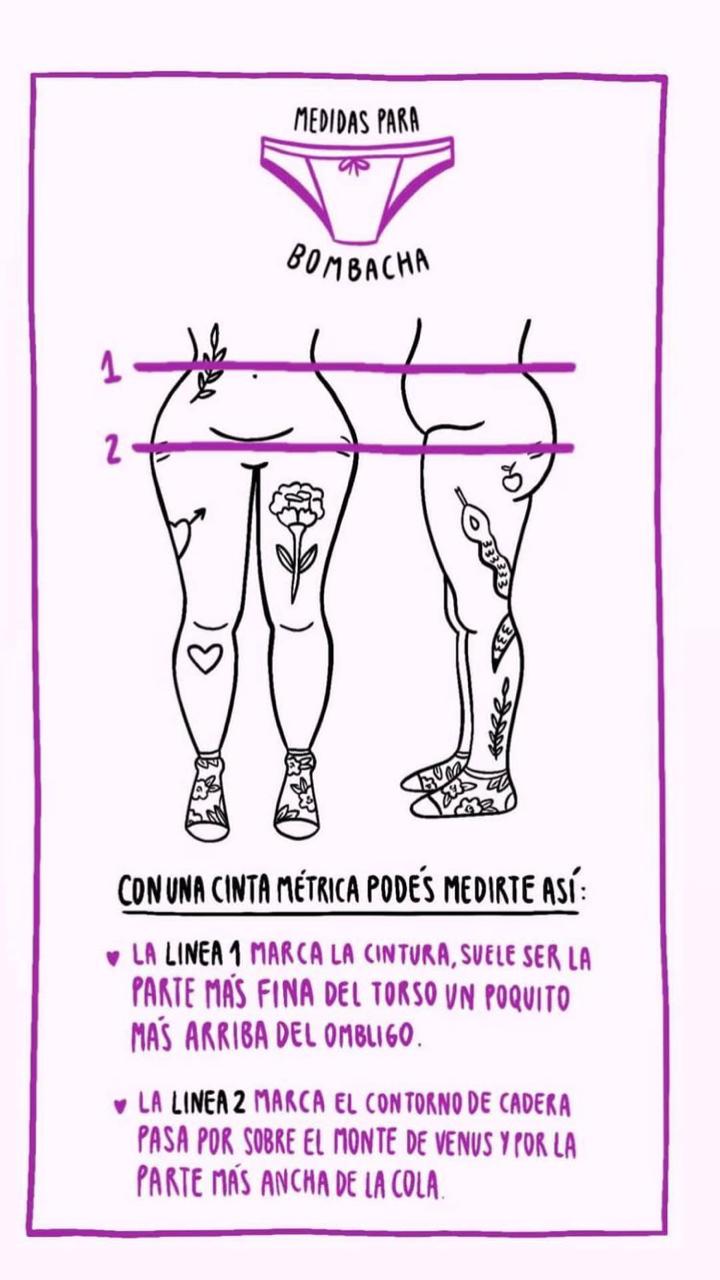 MEDIDAS PARA
BOMBACHA
1
2
CON UNA CINTA MÉTRICA PODÉS MEDIRTE ASÍ:
♥ LA LINEA 1 MARCA LA CINTURA, SUELE SER LA
PARTE MÁS FINA DEL TORSO UN POQUITO
MÁS ARRIBA DEL OMBLIGO.
♥ LA LINEA 2 MARCA EL CONTORNO DE CADERA
PASA POR SOBRE EL MONTE DE VENUS Y POR LA
PARTE MÁS ANCHA DE LA COLA.